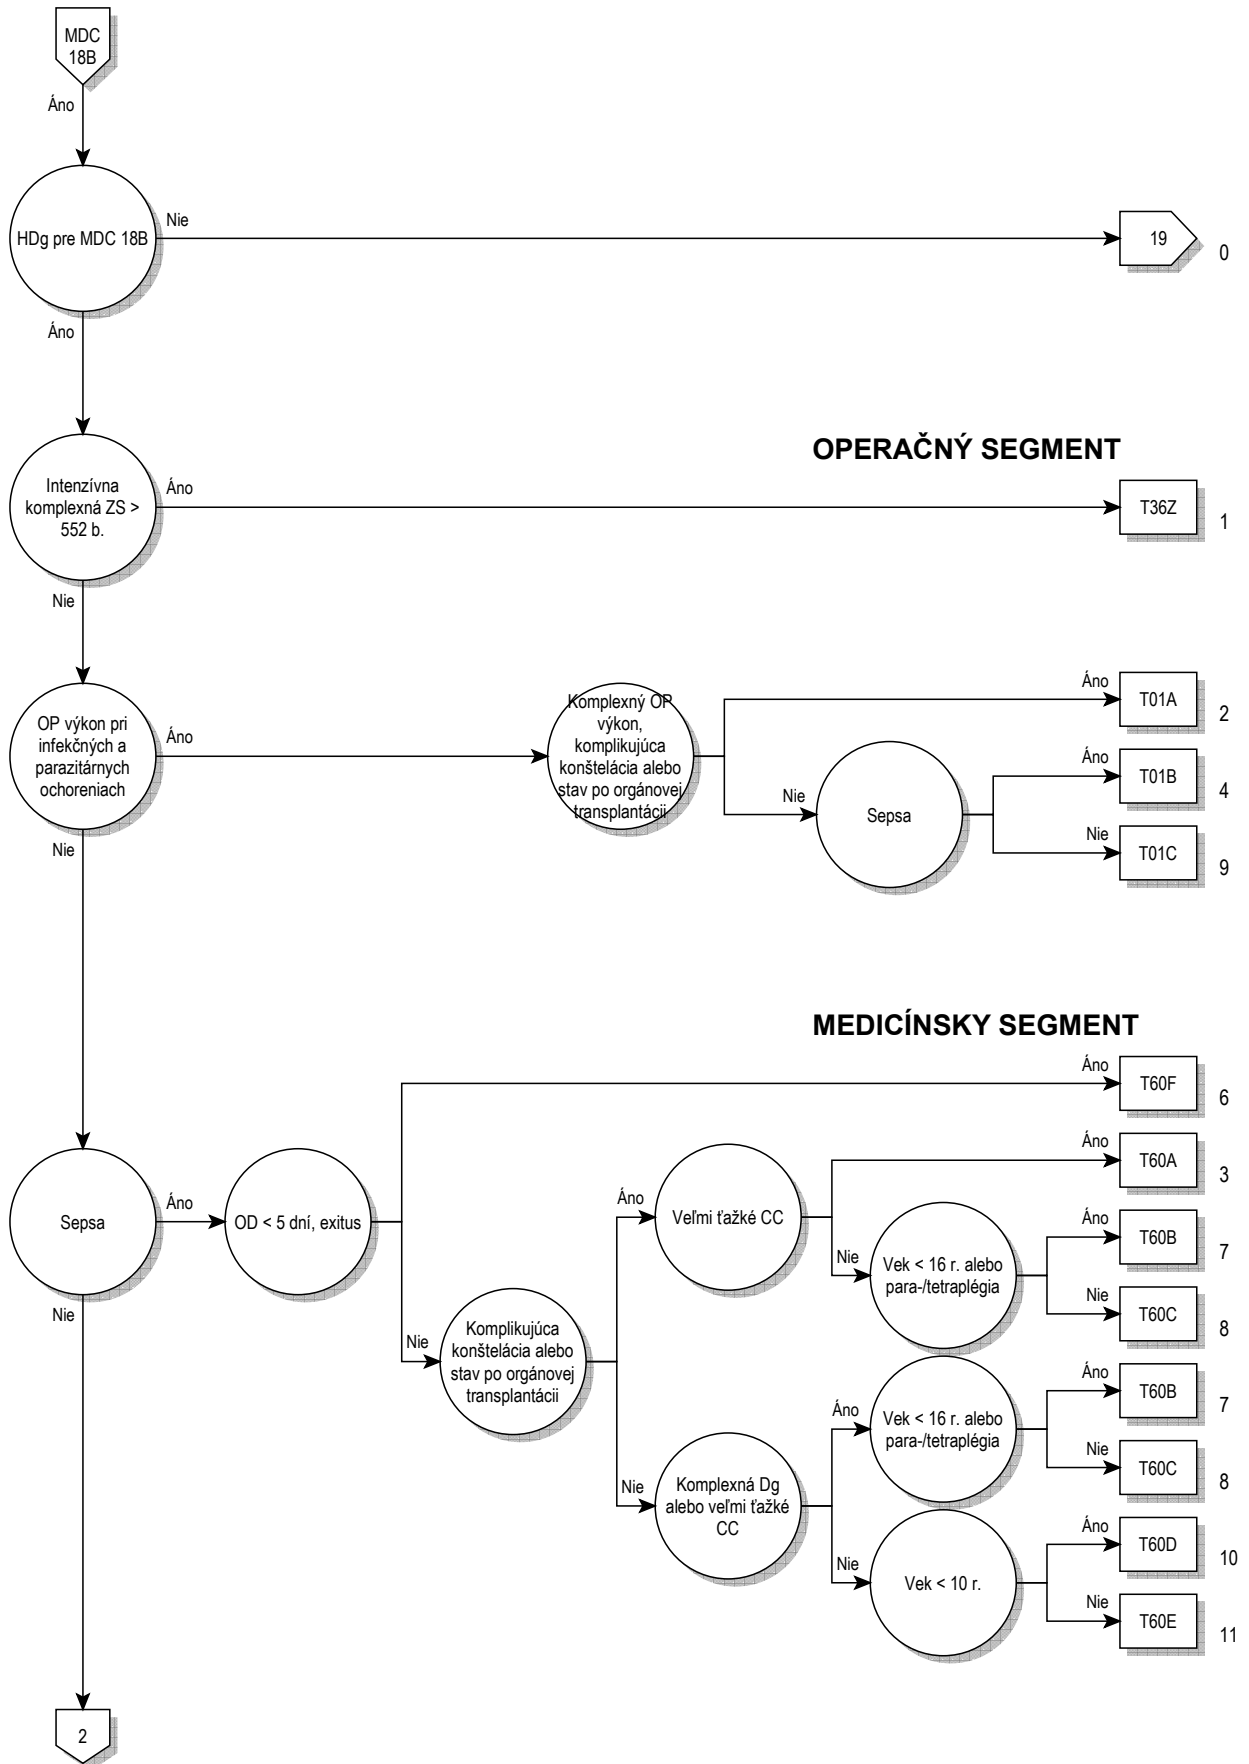 MDC
18B
Áno
HDg pre MDC 18B
Nie
19
0
Áno
OPERAČNÝ SEGMENT
Intenzívna
komplexná ZS >
552 b.
Áno
T36Z
1
Nie
OP výkon pri
infekčných a
parazitárnych
ochoreniach
Áno
Komplexný OP
výkon,
komplikujúca
konštelácia alebo
stav po orgánovej
transplantácii
Áno
T01A
2
Nie
Sepsa
Áno
T01B
4
Nie
T01C
9
Nie
MEDICÍNSKY SEGMENT
Áno
T60F
6
Sepsa
Áno
OD < 5 dní, exitus
Nie
Komplikujúca
konštelácia alebo
stav po orgánovej
transplantácii
Áno
Veľmi ťažké CC
Áno
T60A
3
Nie
Vek < 16 r. alebo
para-/tetraplégia
Áno
T60B
7
Nie
T60C
8
Nie
Komplexná Dg
alebo veľmi ťažké
CC
Áno
Vek < 16 r. alebo
para-/tetraplégia
Áno
T60B
7
Nie
T60C
8
Nie
Vek < 10 r.
Áno
T60D
10
Nie
T60E
11
Nie
2